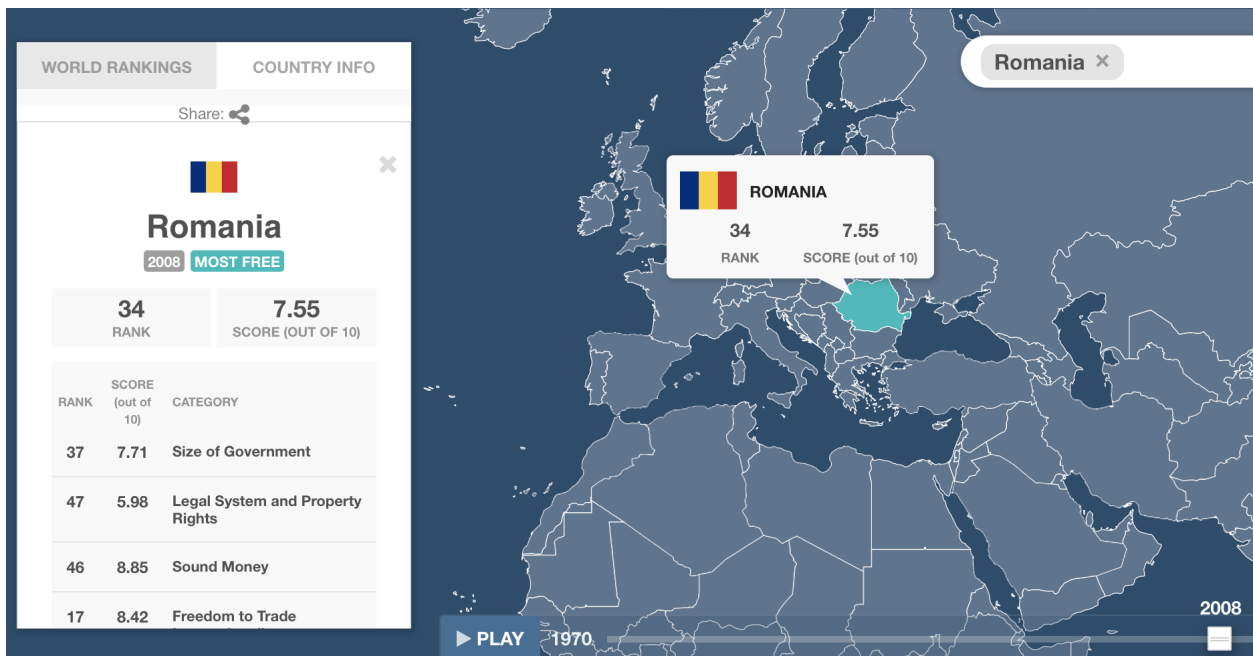 WORLD RANKINGS
COUNTRY INFO
Share:
Romania
2008 MOST FREE
34
RANK
7.55
SCORE (OUT OF 10)
RANK
SCORE
(out of
10)
CATEGORY
37 7.71 Size of Government
47 5.98 Legal System and Property
Rights
46 8.85 Sound Money
17 8.42 Freedom to Trade
Romania ×
ROMANIA
34
RANK
7.55
SCORE (out of 10)
PLAY
1970
2008